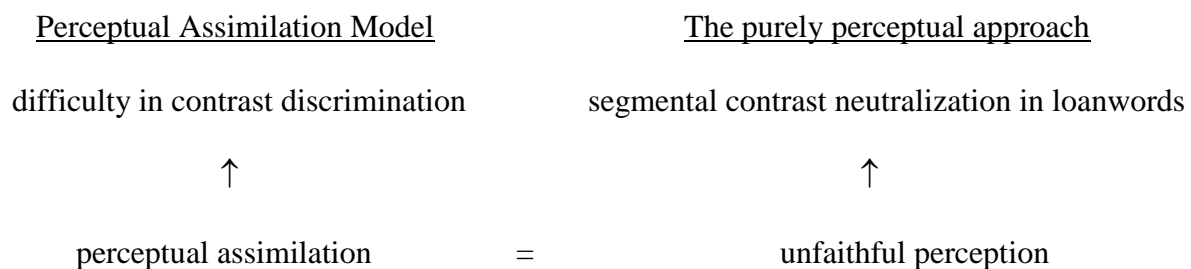 Perceptual Assimilation Model The purely perceptual approach
difficulty in contrast discrimination segmental contrast neutralization in loanwords
↑ ↑
perceptual assimilation = unfaithful perception